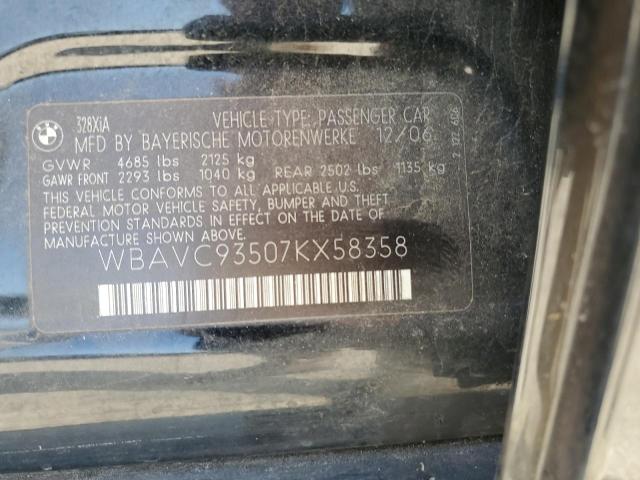 BMW
328XiA VEHICLE TYPE: PASSENGER CAR
MFD BY BAYERISCHE MOTORENWERKE 12/06
GVWR 4685 lbs 2125 kg
GAWR FRONT 2293 lbs 1040 kg REAR 2502 lbs 1135 kg
THIS VEHICLE CONFORMS TO ALL APPLICABLE U.S.
FEDERAL MOTOR VEHICLE SAFETY, BUMPER AND THEFT
PREVENTION STANDARDS IN EFFECT ON THE DATE OF
MANUFACTURE SHOWN ABOVE.
WBAVC93507KX58358